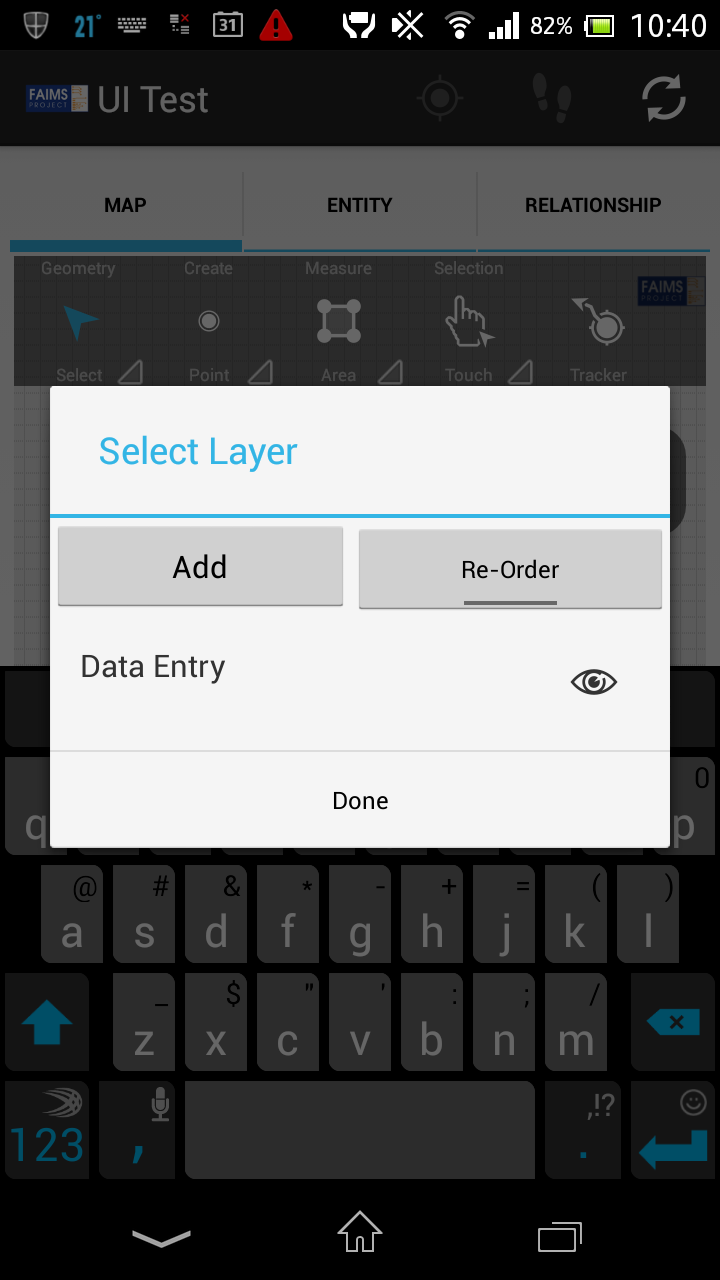 21° 31 82% 10:40
FAIMS PROJECT UI Test
MAP ENTITY RELATIONSHIP
Geometry Create Measure Selection
FAIMS PROJECT
Select Point Area Touch Tracker
Select Layer
Add Re-Order
Data Entry
Done
0
q p
@ # & * - + = ( )
a s d f g h j k l
_ $ " ' : ; /
z x c v b n m
,!?
123 , .